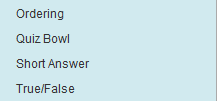 Ordering
Quiz Bowl
Short Answer
True/False